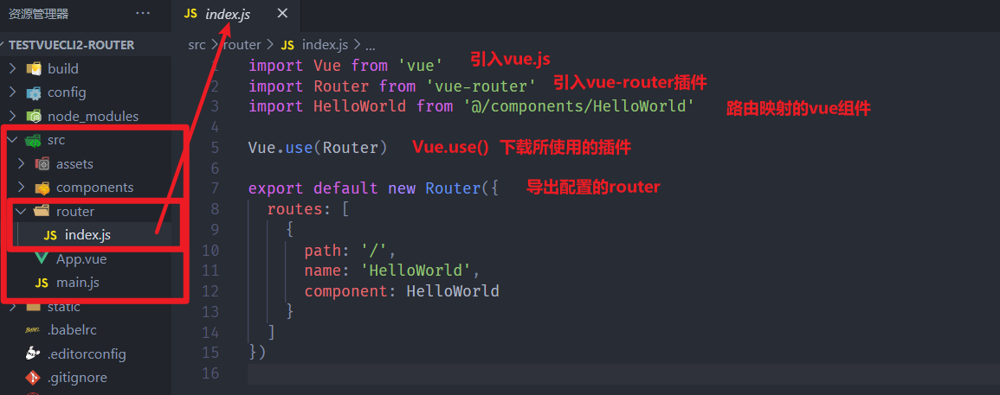 资源管理器 ...
JS index.js ×
TESTVUECLI2-ROUTER
build
config
node_modules
src
assets
components
router
JS index.js
App.vue
JS main.js
static
BABEL .babelrc
.editorconfig
.gitignore
src > router > JS index.js > ...
1 import Vue from 'vue' 引入vue.js
2 import Router from 'vue-router' 引入vue-router插件
3 import HelloWorld from '@/components/HelloWorld' 路由映射的vue组件
4
5 Vue.use(Router) Vue.use() 下载所使用的插件
6
7 export default new Router({ 导出配置的router
8 routes: [
9 {
10 path: '/',
11 name: 'HelloWorld',
12 component: HelloWorld
13 }
14 ]
15 })
16